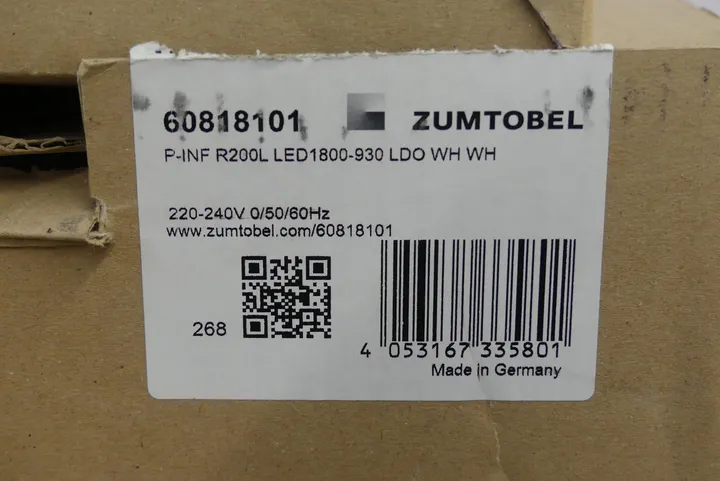 60818101 ZUMTOBEL
P-INF R200L LED1800-930 LDO WH WH
220-240V 0/50/60Hz
www.zumtobel.com/60818101
268
4 053167 335801
Made in Germany